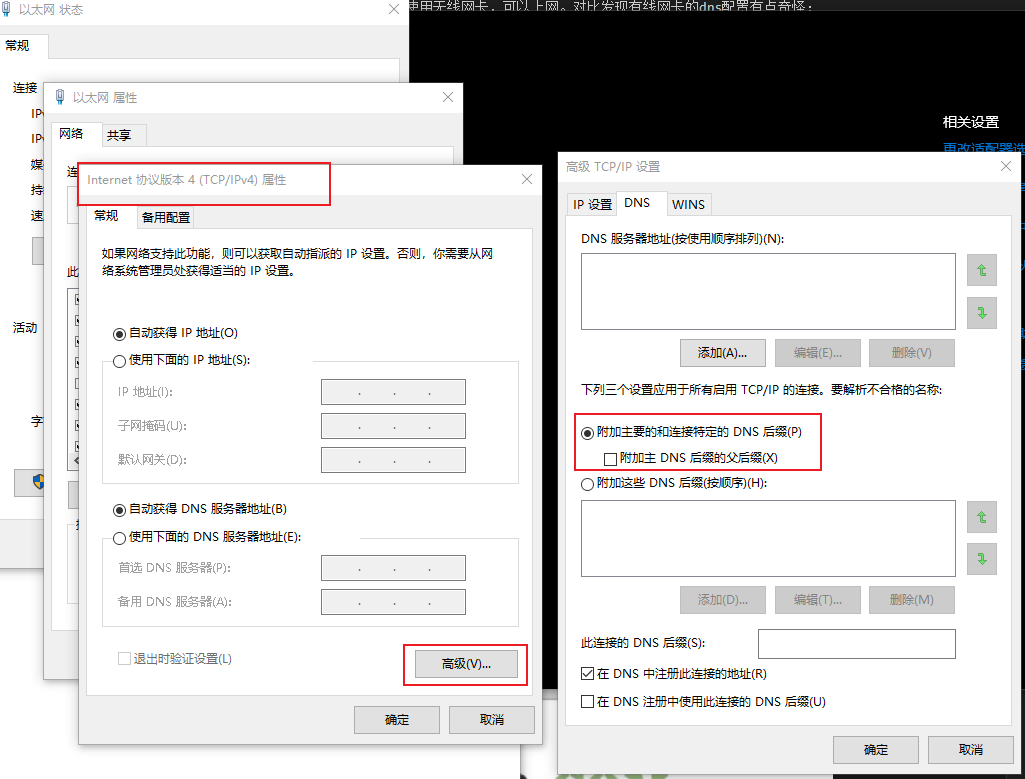 以太网 状态
使用无线网卡，可以上网。对比发现有线网卡的dns配置有点奇怪：
常规
连接
IPv
IPv
媒
持
速
活动
字
以太网 属性
网络
共享
连
此
相关设置
更改适配器选
Internet 协议版本 4 (TCP/IPv4) 属性
常规
备用配置
如果网络支持此功能，则可以获取自动指派的 IP 设置。否则，你需要从网
络系统管理员处获得适当的 IP 设置。
自动获得 IP 地址(O)
使用下面的 IP 地址(S):
IP 地址(I):
子网掩码(U):
默认网关(D):
自动获得 DNS 服务器地址(B)
使用下面的 DNS 服务器地址(E):
首选 DNS 服务器(P):
备用 DNS 服务器(A):
退出时验证设置(L)
高级(V)...
确定
取消
高级 TCP/IP 设置
IP 设置
DNS
WINS
DNS 服务器地址(按使用顺序排列)(N):
添加(A)...
编辑(E)...
删除(V)
下列三个设置应用于所有启用 TCP/IP 的连接。要解析不合格的名称:
附加主要的和连接特定的 DNS 后缀(P)
附加主 DNS 后缀的父后缀(X)
附加这些 DNS 后缀(按顺序)(H):
添加(D)...
编辑(T)...
删除(M)
此连接的 DNS 后缀(S):
在 DNS 中注册此连接的地址(R)
在 DNS 注册中使用此连接的 DNS 后缀(U)
确定
取消